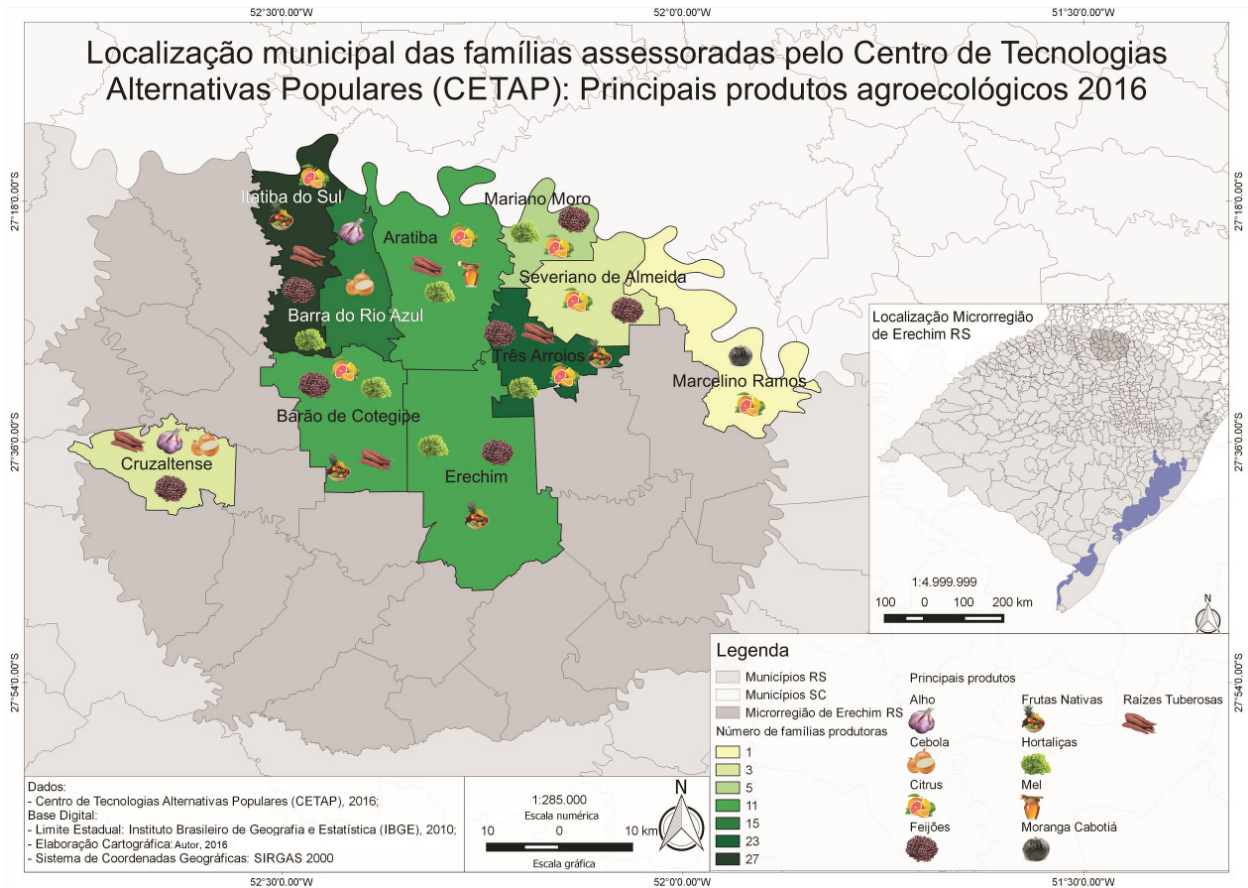 52°30'0.00"W
52°0'0.00"W
51°30'0.00"W
Localização municipal das famílias assessoradas pelo Centro de Tecnologias
Alternativas Populares (CETAP): Principais produtos agroecológicos 2016
27°18'0.00"S
27°18'0.00"S
Itatiba do Sul
Mariano Moro
Aratiba
Severiano de Almeida
Barra do Rio Azul
Três Arroios
Marcelino Ramos
Barão de Cotegipe
Cruzaltense
Erechim
27°36'0.00"S
27°36'0.00"S
Localização Microrregião
de Erechim RS
1:4.999.999
100 0 100 200 km
N
27°54'0.00"S
27°54'0.00"S
Legenda
Municípios RS
Municípios SC
Microrregião de Erechim RS
Número de famílias produtoras
1
3
5
11
15
23
27
Principais produtos
Alho
Frutas Nativas
Raízes Tuberosas
Cebola
Hortaliças
Citrus
Mel
Feijões
Moranga Cabotiá
Dados:
- Centro de Tecnologias Alternativas Populares (CETAP), 2016;
Base Digital:
- Limite Estadual: Instituto Brasileiro de Geografia e Estatística (IBGE), 2010;
- Elaboração Cartográfica: Autor, 2016
- Sistema de Coordenadas Geográficas: SIRGAS 2000
1:285.000
Escala numérica
10 0 10 km
Escala gráfica
N
52°30'0.00"W
52°0'0.00"W
51°30'0.00"W